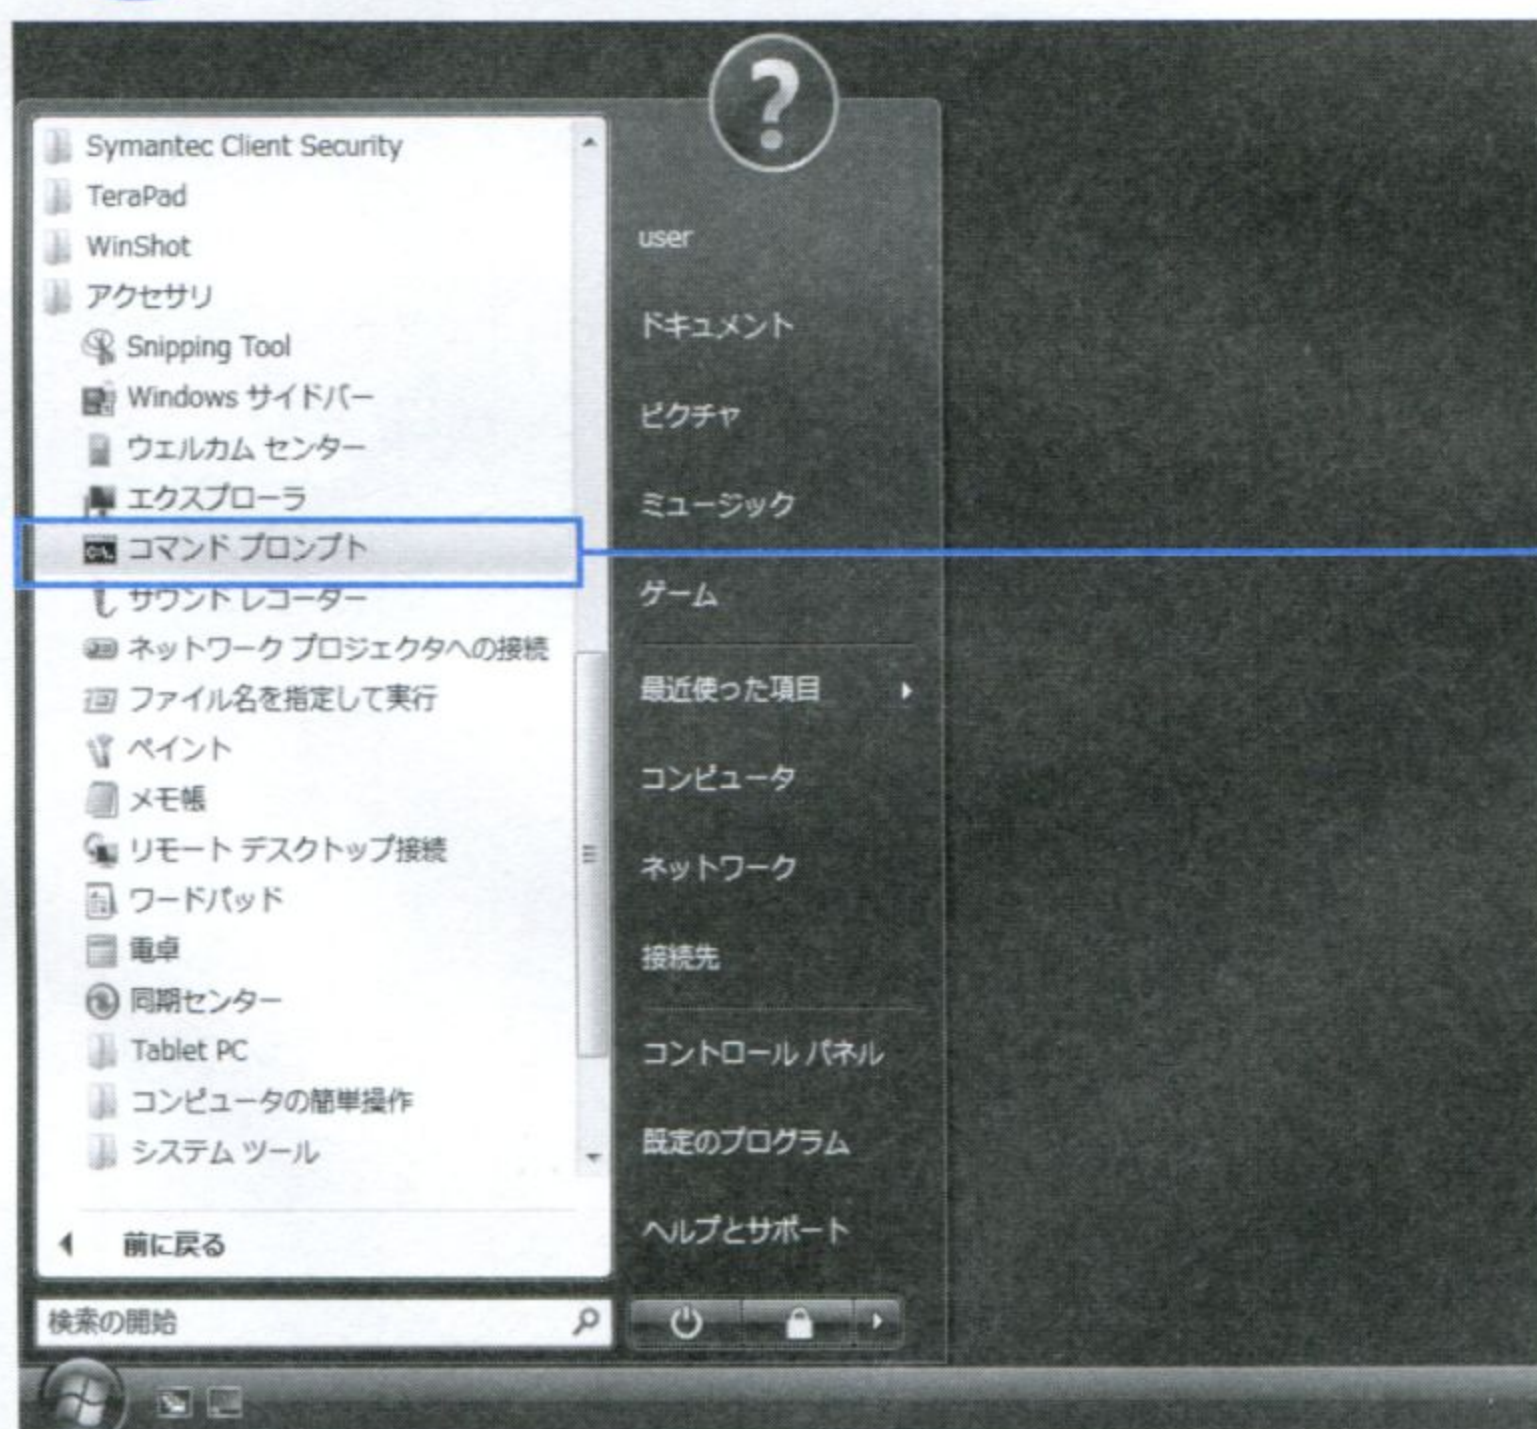 Symantec Client Security
TeraPad
WinShot
アクセサリ
Snipping Tool
Windows サイドバー
ウェルカム センター
エクスプローラ
コマンド プロンプト
サウンド レコーダー
ネットワーク プロジェクタへの接続
ファイル名を指定して実行
ペイント
メモ帳
リモート デスクトップ接続
ワードパッド
電卓
同期センター
Tablet PC
コンピュータの簡単操作
システム ツール
前に戻る
検索の開始
user
ドキュメント
ピクチャ
ミュージック
ゲーム
最近使った項目
コンピュータ
ネットワーク
接続先
コントロール パネル
既定のプログラム
ヘルプとサポート